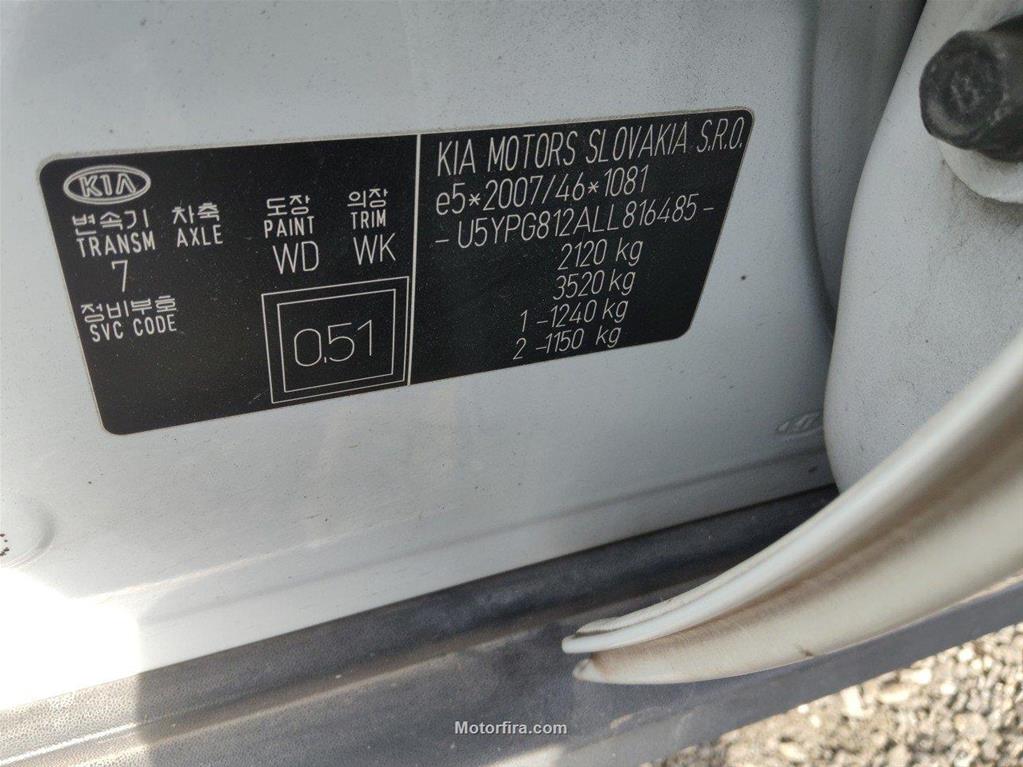 KIA
변속기 차축 도장 의장
TRANSM AXLE PAINT TRIM
7 WD WK
정비부호
SVC CODE
0.51
KIA MOTORS SLOVAKIA S.R.O.
e5*2007/46*1081
- U5YPG812ALL816485 -
2120 kg
3520 kg
1 -1240 kg
2 -1150 kg
Motorfira.com